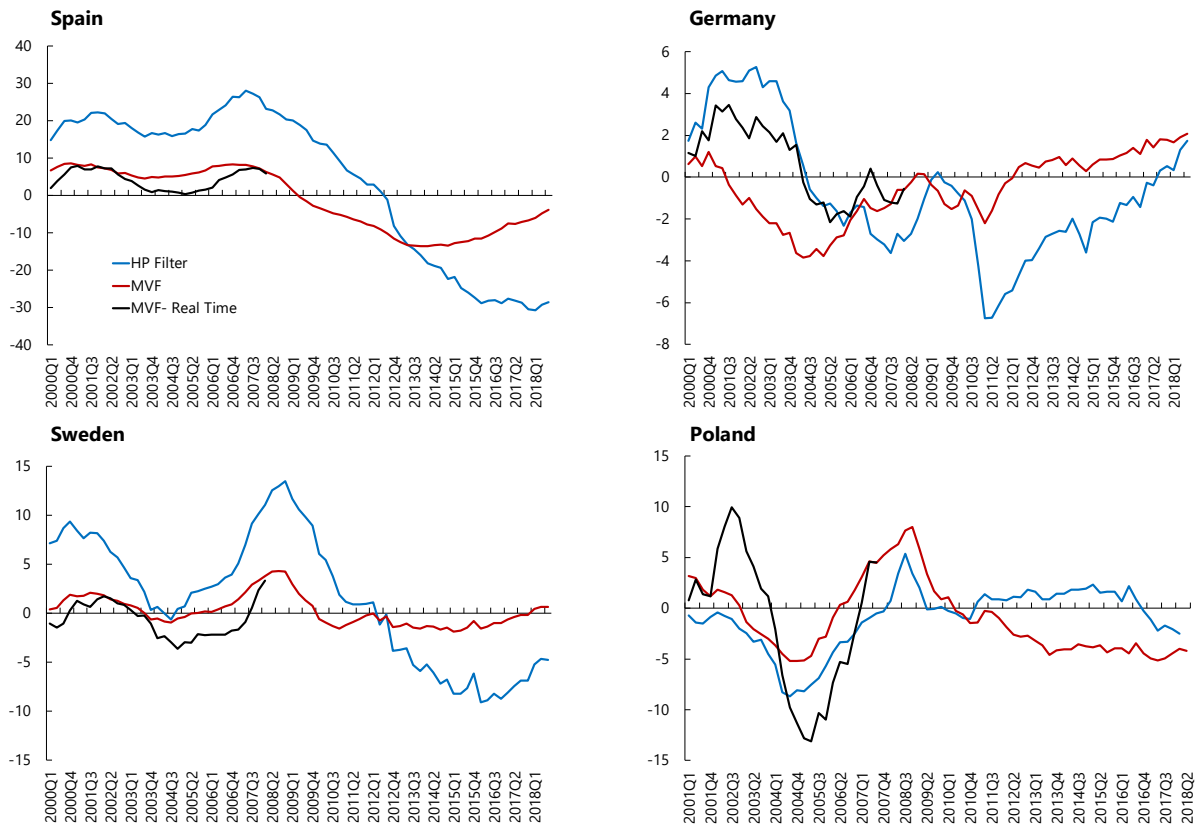 Spain
40
30
20
10
0
-10
-20
-30
-40
HP Filter
MVF
MVF- Real Time
2000Q1
2000Q4
2001Q3
2002Q2
2003Q1
2003Q4
2004Q3
2005Q2
2006Q1
2006Q4
2007Q3
2008Q2
2009Q1
2009Q4
2010Q3
2011Q2
2012Q1
2012Q4
2013Q3
2014Q2
2015Q1
2015Q4
2016Q3
2017Q2
2018Q1
Germany
6
4
2
0
-2
-4
-6
-8
2000Q1
2000Q4
2001Q3
2002Q2
2003Q1
2003Q4
2004Q3
2005Q2
2006Q1
2006Q4
2007Q3
2008Q2
2009Q1
2009Q4
2010Q3
2011Q2
2012Q1
2012Q4
2013Q3
2014Q2
2015Q1
2015Q4
2016Q3
2017Q2
2018Q1
Sweden
15
10
5
0
-5
-10
-15
2000Q1
2000Q4
2001Q3
2002Q2
2003Q1
2003Q4
2004Q3
2005Q2
2006Q1
2006Q4
2007Q3
2008Q2
2009Q1
2009Q4
2010Q3
2011Q2
2012Q1
2012Q4
2013Q3
2014Q2
2015Q1
2015Q4
2016Q3
2017Q2
2018Q1
Poland
15
10
5
0
-5
-10
-15
2001Q1
2001Q4
2002Q3
2003Q2
2004Q1
2004Q4
2005Q3
2006Q2
2007Q1
2007Q4
2008Q3
2009Q2
2010Q1
2010Q4
2011Q3
2012Q2
2013Q1
2013Q4
2014Q3
2015Q2
2016Q1
2016Q4
2017Q3
2018Q2